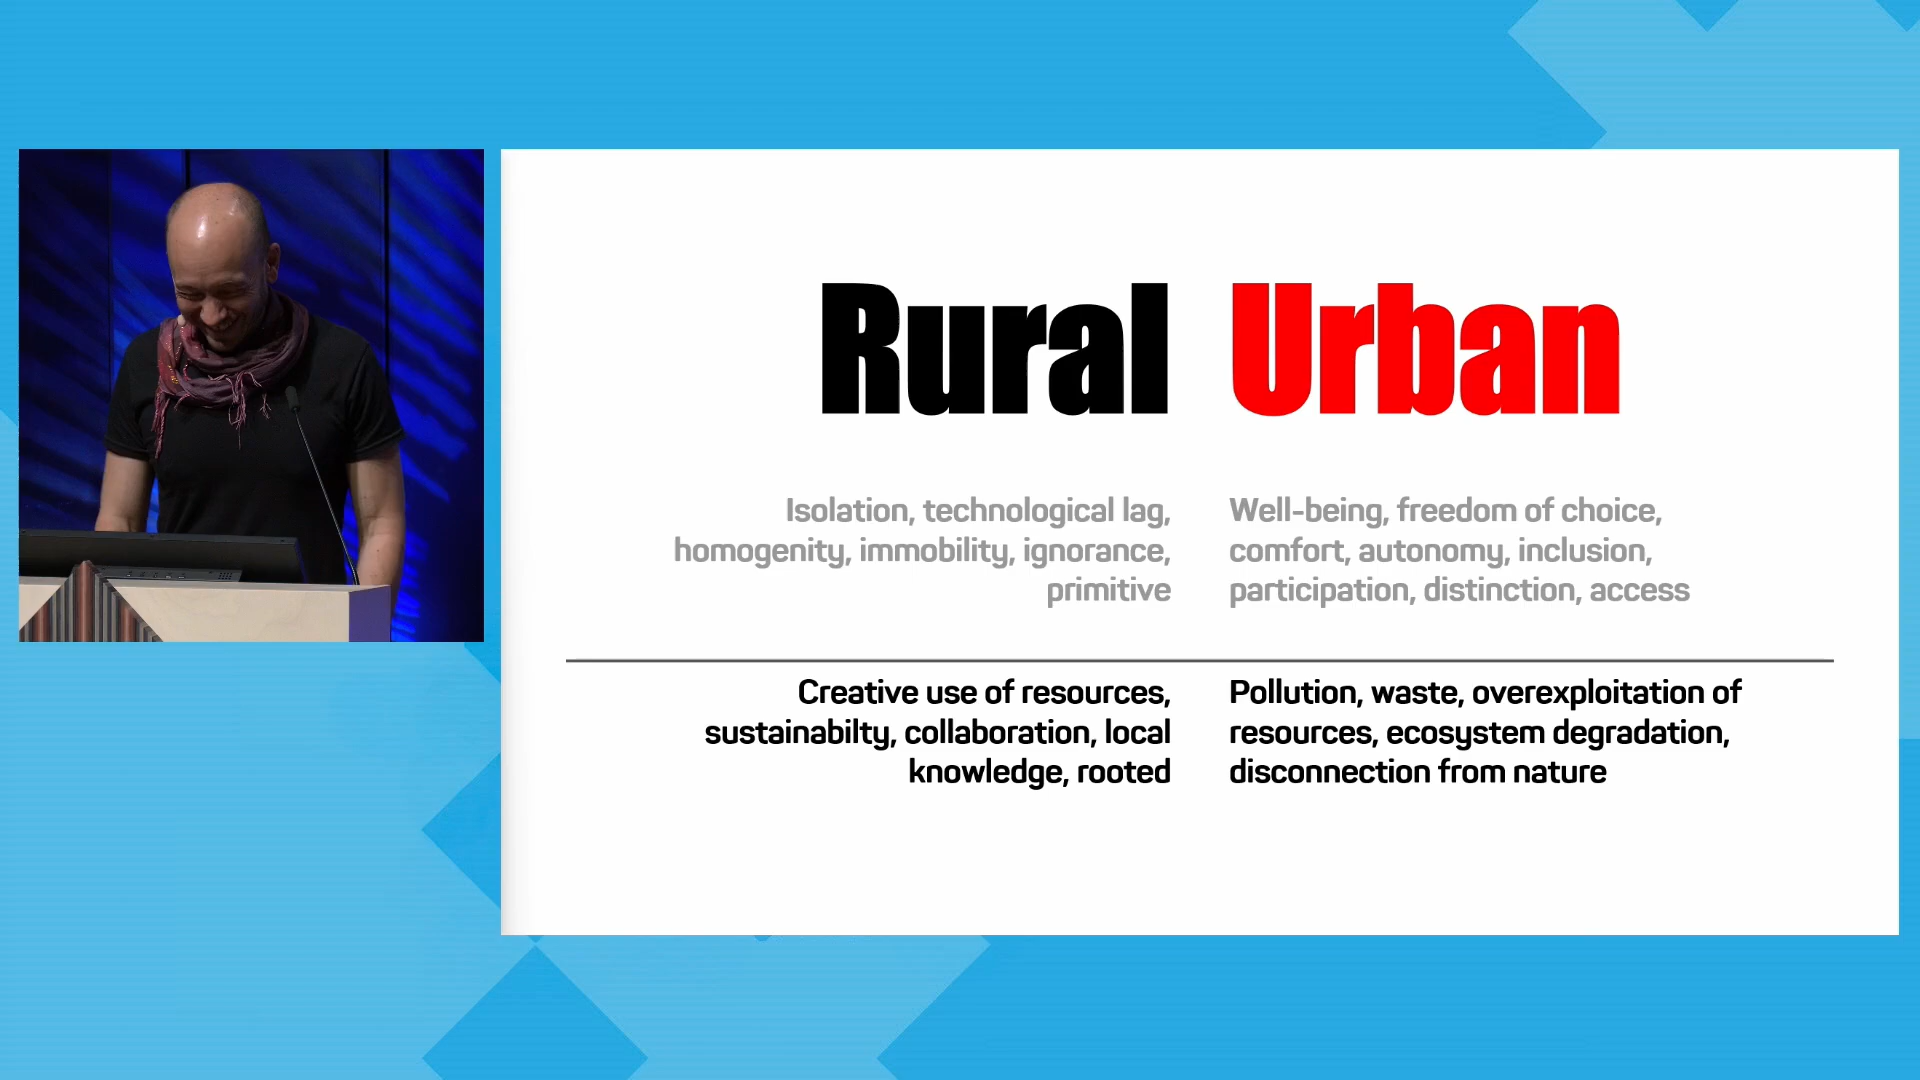 Rural Urban
Isolation, technological lag,
homogenity, immobility, ignorance,
primitive
Well-being, freedom of choice,
comfort, autonomy, inclusion,
participation, distinction, access
Creative use of resources,
sustainabilty, collaboration, local
knowledge, rooted
Pollution, waste, overexploitation of
resources, ecosystem degradation,
disconnection from nature